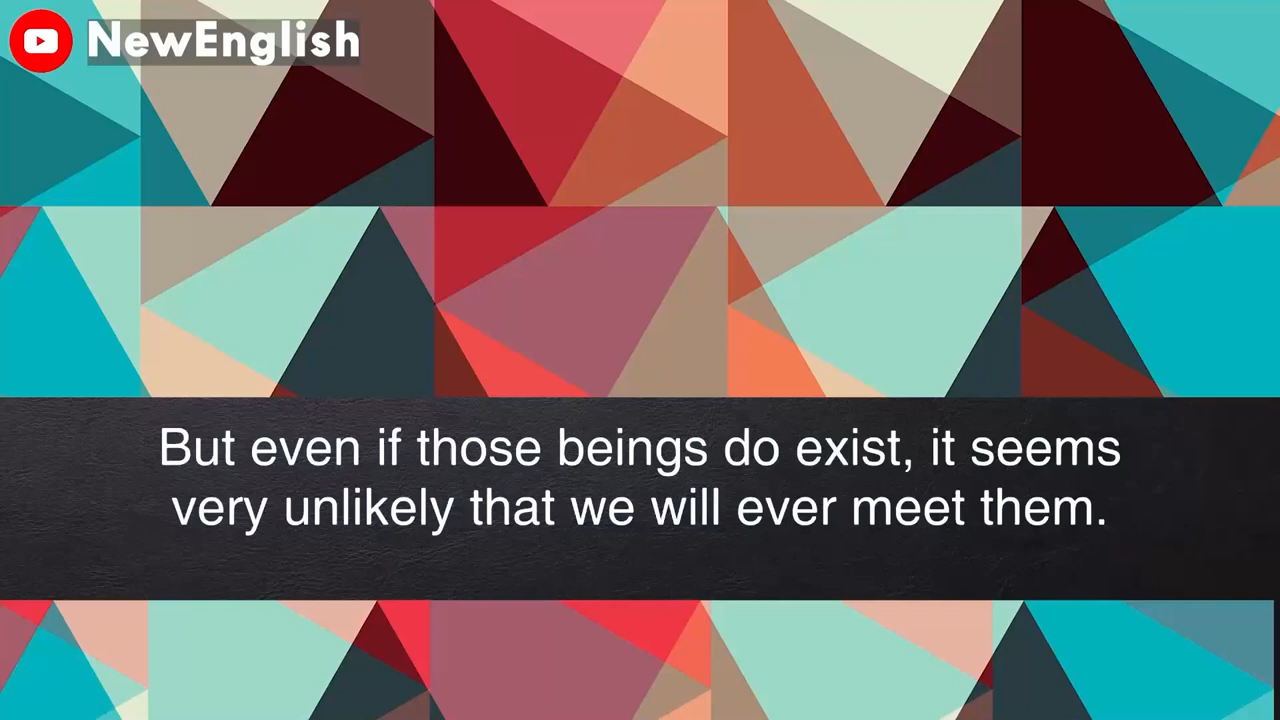 NewEnglish
But even if those beings do exist, it seems
very unlikely that we will ever meet them.